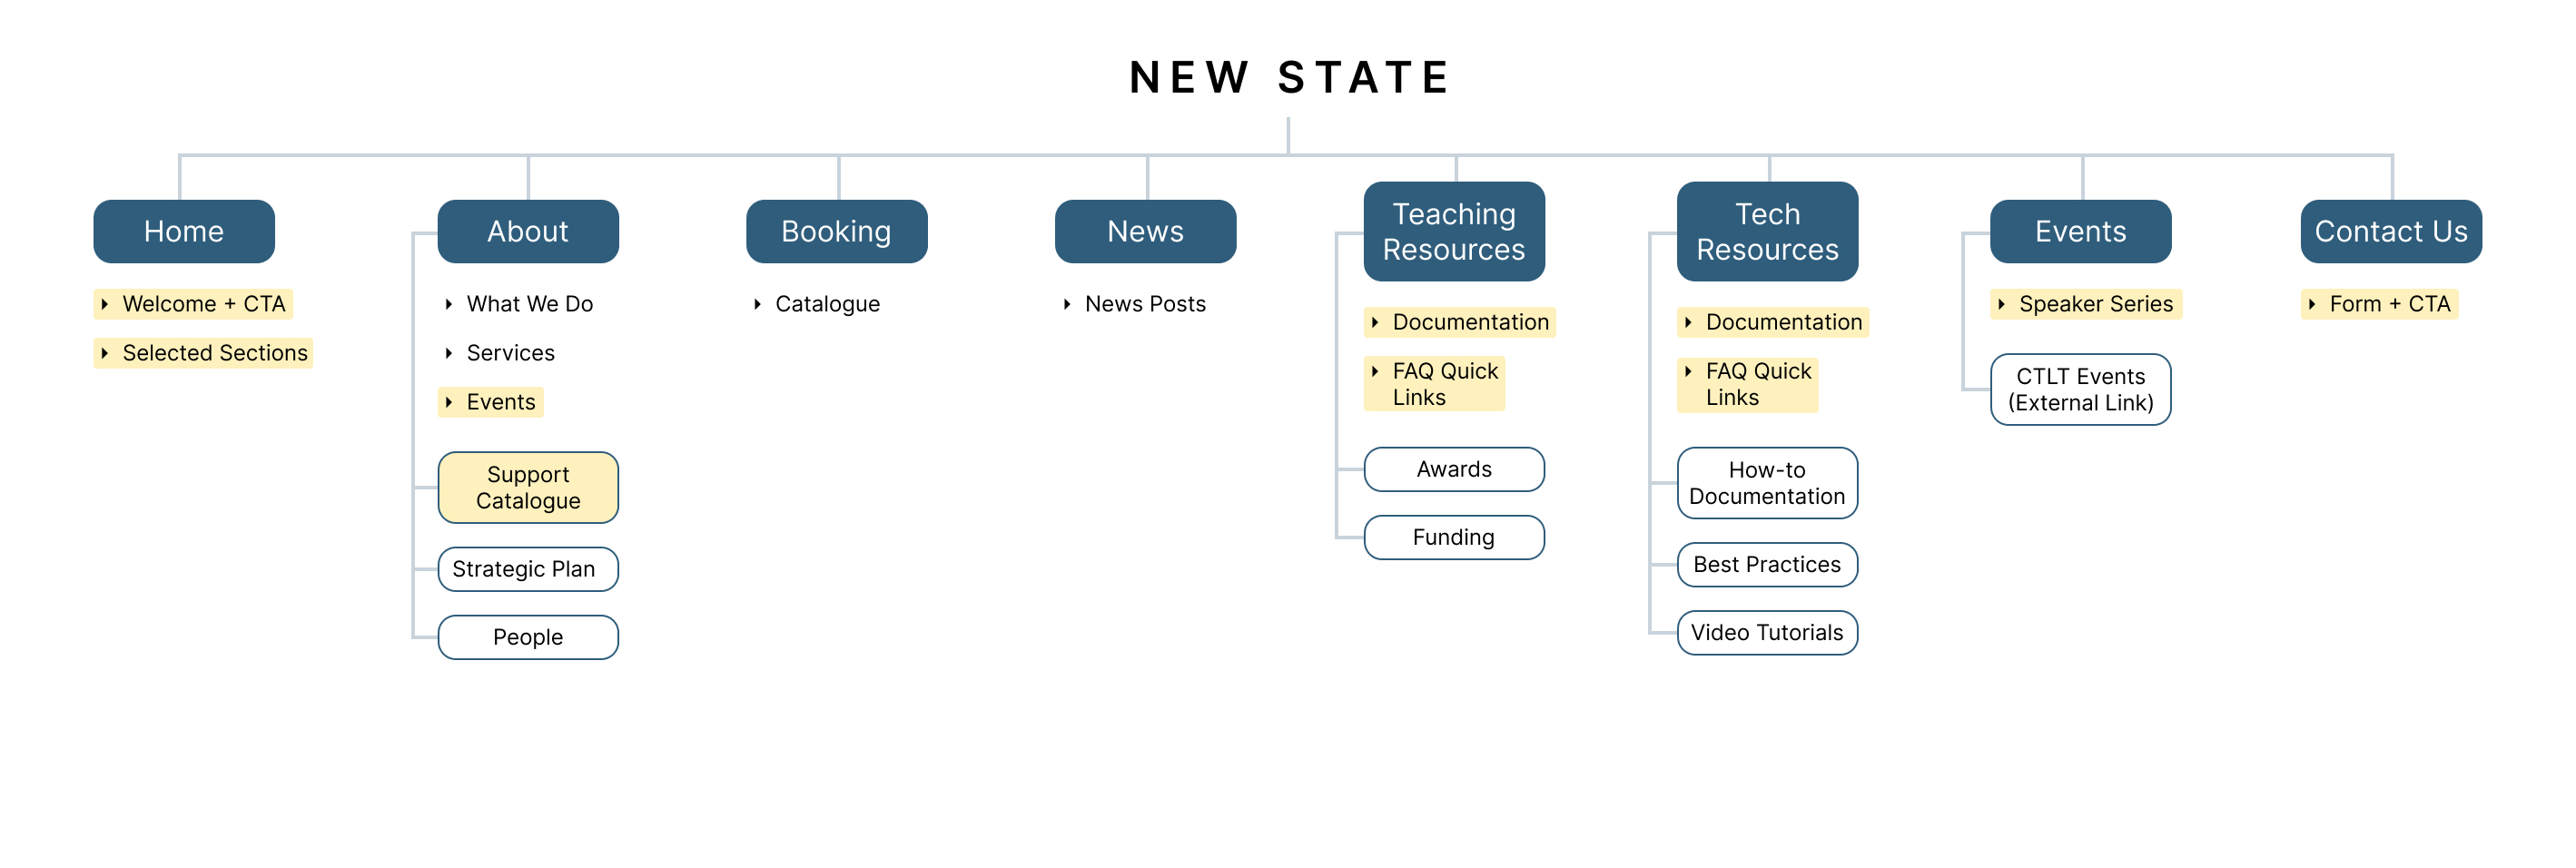 NEW STATE
Home
Welcome + CTA
Selected Sections
About
What We Do
Services
Events
Support
Catalogue
Strategic Plan
People
Booking
Catalogue
News
News Posts
Teaching
Resources
Documentation
FAQ Quick
Links
Awards
Funding
Tech
Resources
Documentation
FAQ Quick
Links
How-to
Documentation
Best Practices
Video Tutorials
Events
Speaker Series
CTLT Events
(External Link)
Contact Us
Form + CTA